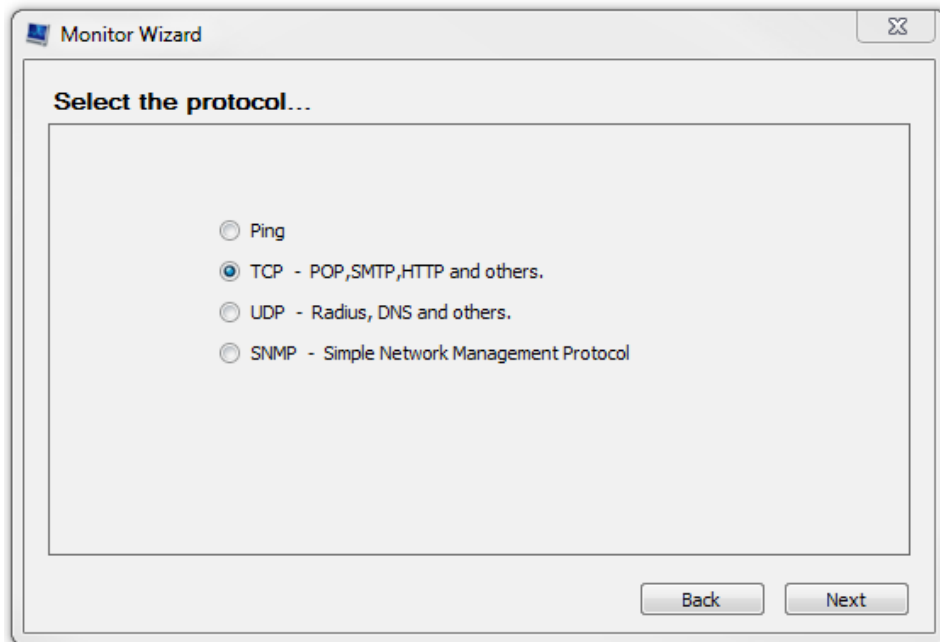 Monitor Wizard
Select the protocol...
Ping
TCP - POP,SMTP,HTTP and others.
UDP - Radius, DNS and others.
SNMP - Simple Network Management Protocol
Back Next